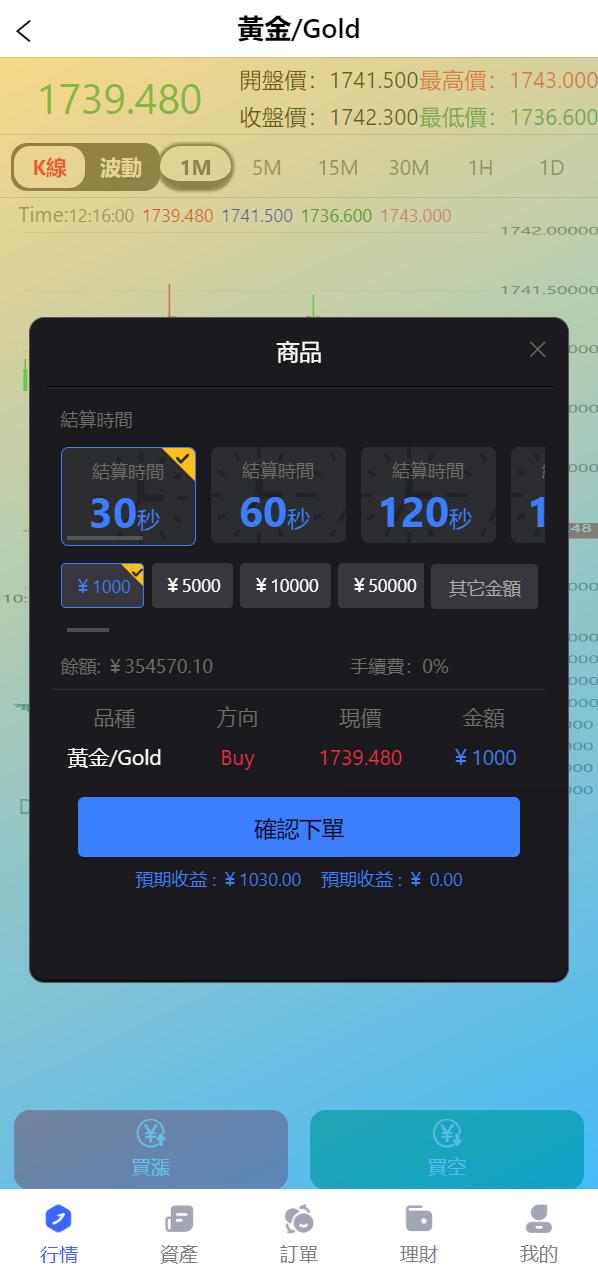 黃金/Gold
1739.480
開盤價：1741.500 最高價：1743.000
收盤價：1742.300 最低價：1736.600
K線 波動 1M 5M 15M 30M 1H 1D
Time:12:16:00 1739.480 1741.500 1736.600 1743.000
1742.00000
1741.50000
商品
結算時間
結算時間 結算時間 結算時間
30秒 60秒 120秒 1
¥1000 ¥5000 ¥10000 ¥50000 其它金額
10:
餘額: ¥354570.10 手續費：0%
品種 方向 現價 金額
黃金/Gold Buy 1739.480 ¥1000
確認下單
預期收益 : ¥1030.00 預期收益 : ¥ 0.00
買漲 買空
行情 資產 訂單 理財 我的